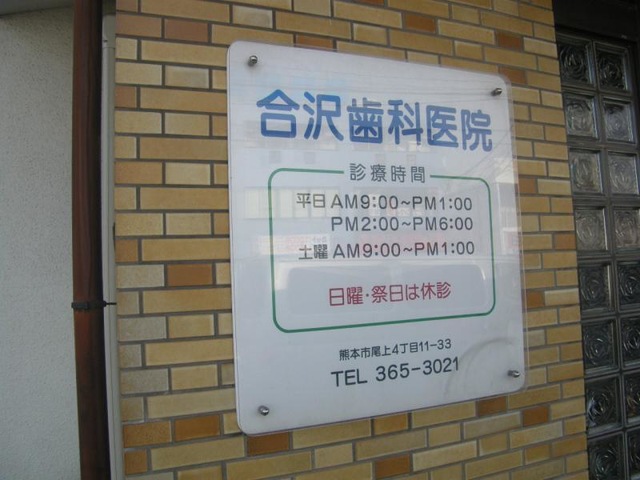 合沢歯科医院
診療時間
平日 AM9:00~PM1:00
PM2:00~PM6:00
土曜 AM9:00~PM1:00
日曜・祭日は休診
熊本市尾上4丁目11-33
TEL 365-3021